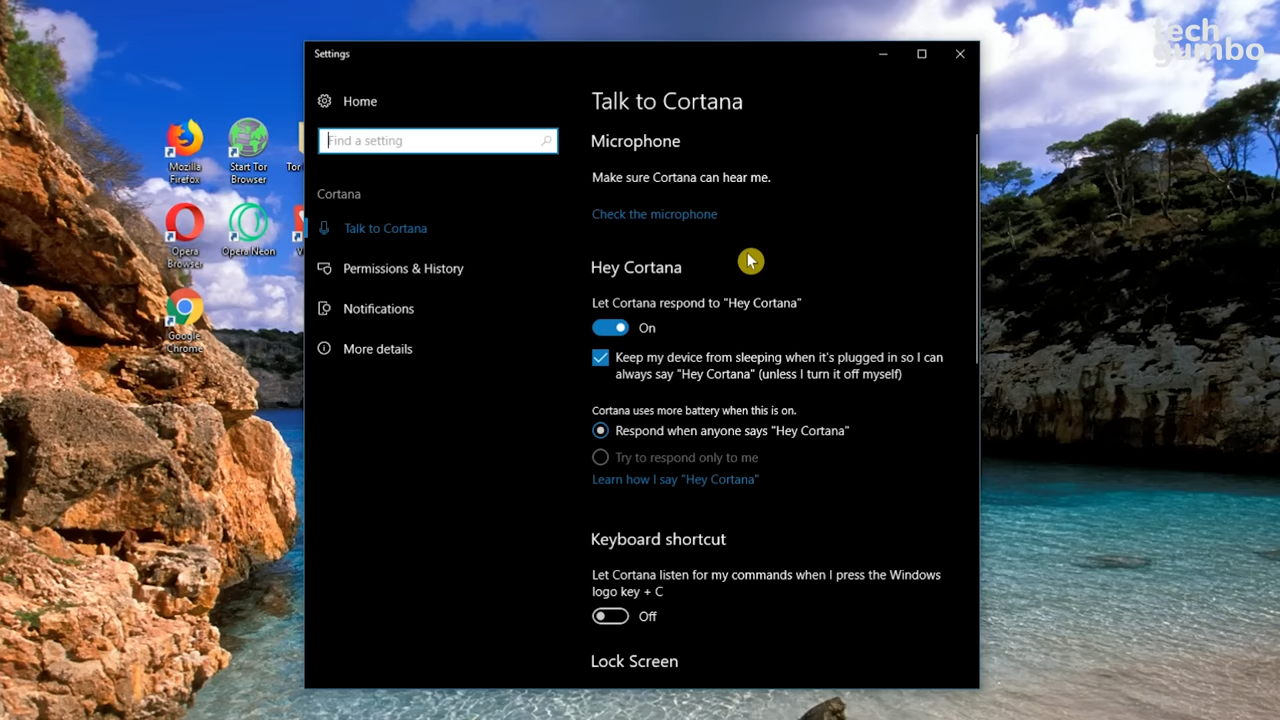 tech
gumbo
Settings
Home
Find a setting
Cortana
Talk to Cortana
Permissions & History
Notifications
More details
Talk to Cortana
Microphone
Make sure Cortana can hear me.
Check the microphone
Hey Cortana
Let Cortana respond to "Hey Cortana"
On
Keep my device from sleeping when it's plugged in so I can
always say "Hey Cortana" (unless I turn it off myself)
Cortana uses more battery when this is on.
Respond when anyone says "Hey Cortana"
Try to respond only to me
Learn how I say "Hey Cortana"
Keyboard shortcut
Let Cortana listen for my commands when I press the Windows
logo key + C
Off
Lock Screen
Mozilla
Firefox
Start Tor
Browser
Tor
Opera
Browser
Opera Neon
V
Google
Chrome